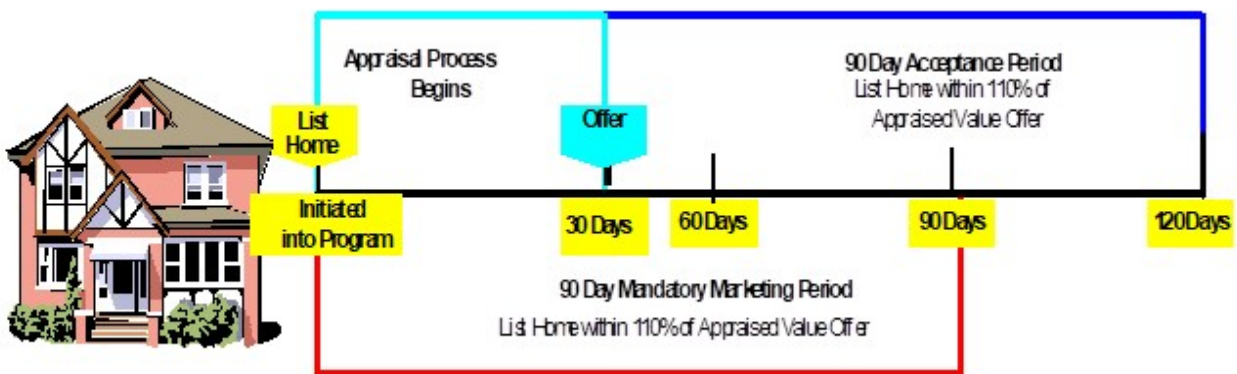 Appraisal Process
Begins
90 Day Acceptance Period
List Home within 110% of
Appraised Value Offer
List
Home
Offer
Initiated
into Program
30 Days
60 Days
90 Days
120 Days
90 Day Mandatory Marketing Period
List Home within 110% of Appraised Value Offer